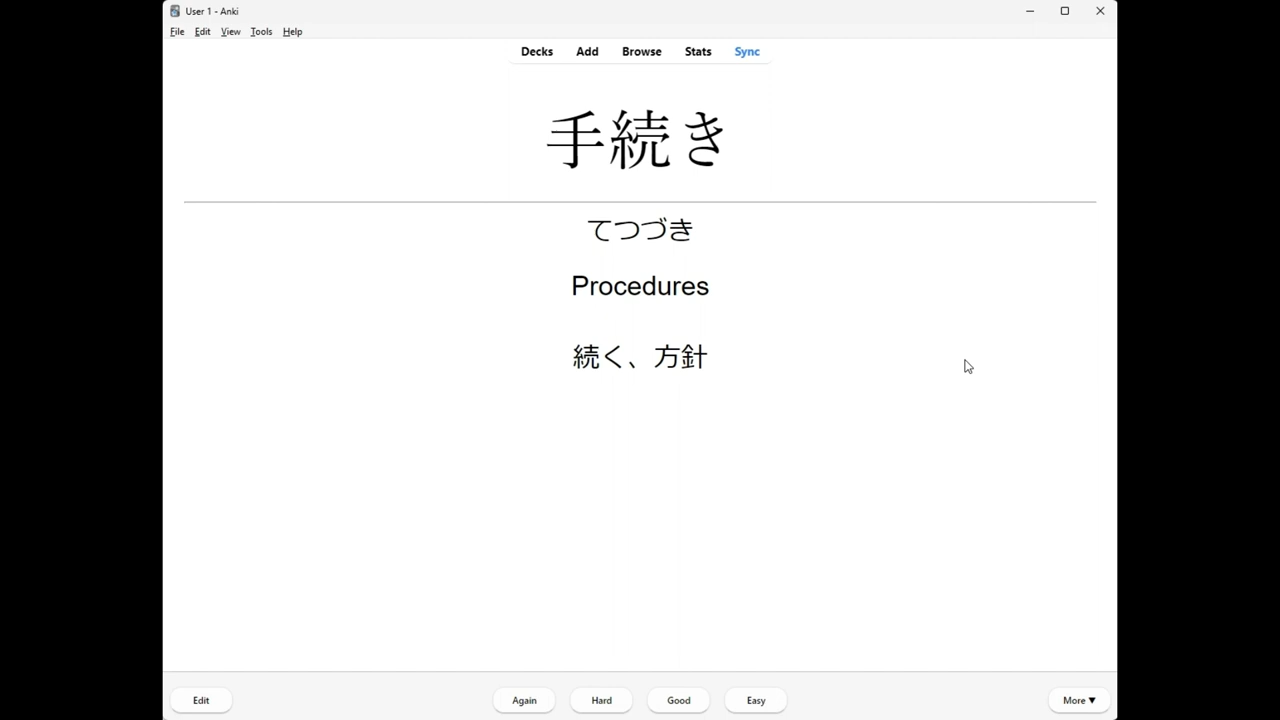 User 1 - Anki
File Edit View Tools Help
Decks Add Browse Stats Sync
手続き
てつづき
Procedures
続く、方針
Edit Again Hard Good Easy More ▼